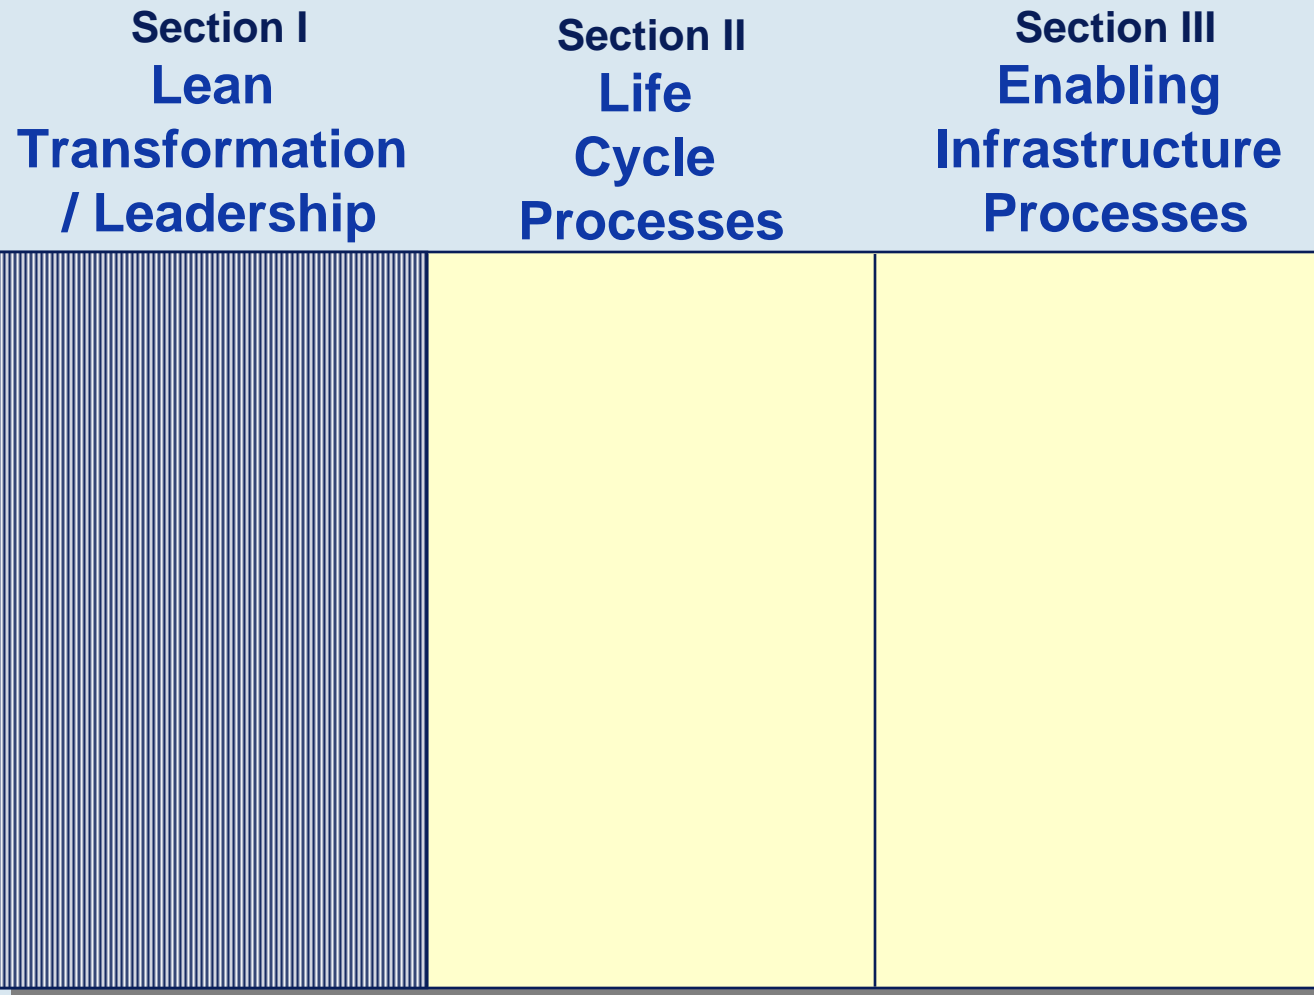 Section I
Lean
Transformation
/ Leadership
Section II
Life
Cycle
Processes
Section III
Enabling
Infrastructure
Processes